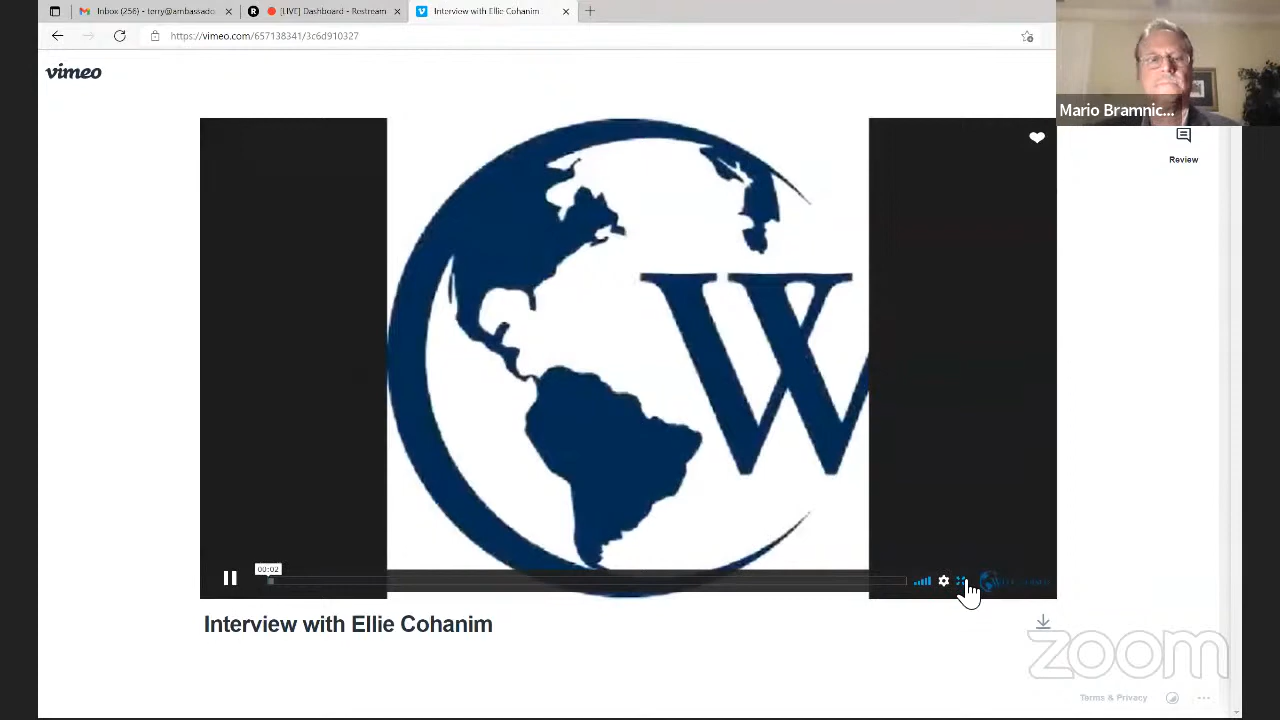 Inbox (256) - terry@ambassado
[LIVE] Dashboard - Restream
Interview with Ellie Cohanim
https://vimeo.com/657138341/3c6d910327
vimeo
Mario Bramnic...
Review
W
00:02
Interview with Ellie Cohanim
zoom
Terms & Privacy